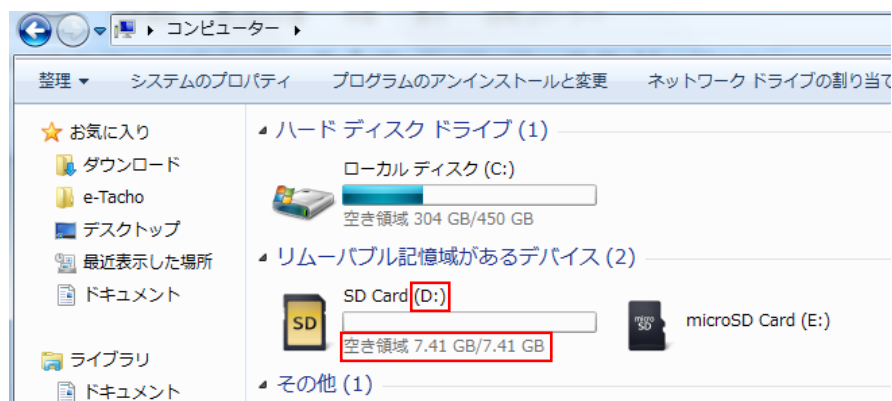 コンピューター
整理 システムのプロパティ プログラムのアンインストールと変更 ネットワーク ドライブの割り当て
お気に入り
ダウンロード
e-Tacho
デスクトップ
最近表示した場所
ドキュメント
ライブラリ
ドキュメント
ハード ディスク ドライブ (1)
ローカル ディスク (C:)
空き領域 304 GB/450 GB
リムーバブル記憶域があるデバイス (2)
SD Card (D:)
SD
空き領域 7.41 GB/7.41 GB
micro
SD
microSD Card (E:)
その他 (1)